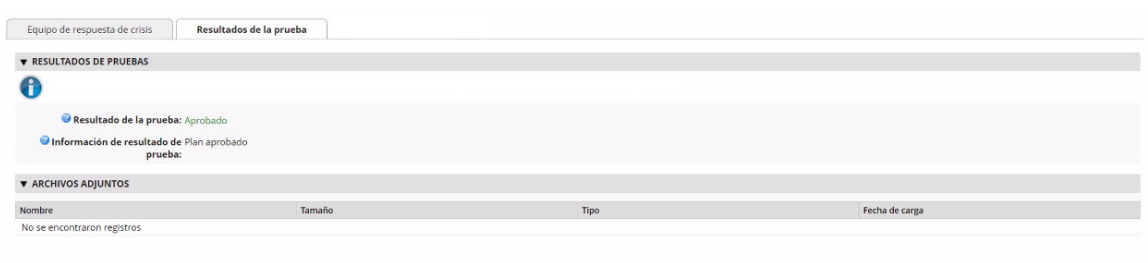 Equipo de respuesta de crisis
Resultados de la prueba
▼ RESULTADOS DE PRUEBAS
Resultado de la prueba: Aprobado
Información de resultado de prueba: Plan aprobado
▼ ARCHIVOS ADJUNTOS
Nombre Tamaño Tipo Fecha de carga
No se encontraron registros